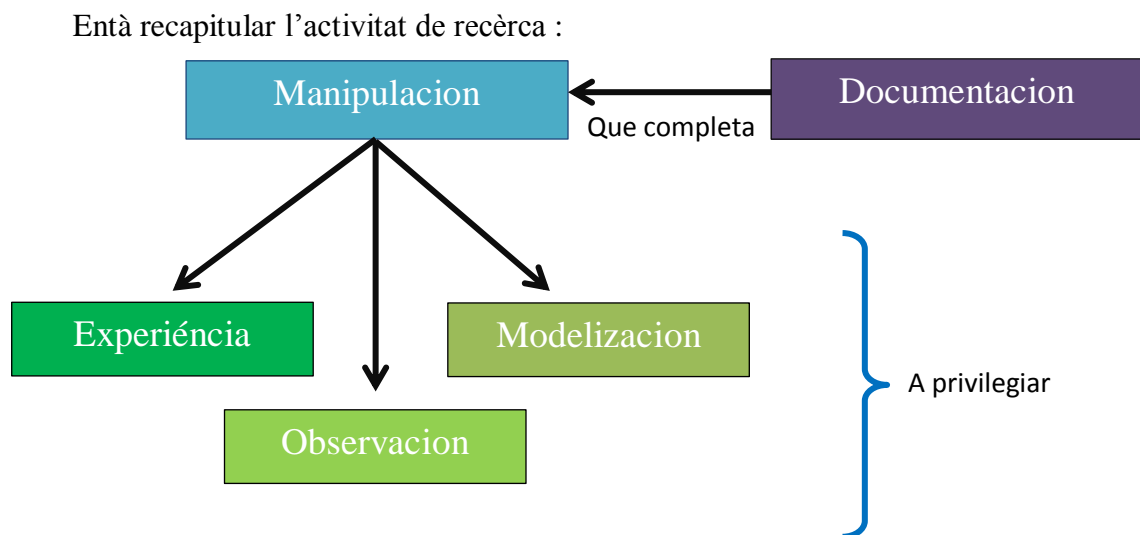 Entà recapitular l’activitat de recèrca :
Manipulacion
Documentacion
Que completa
Experiéncia
Modelizacion
A privilegiar
Observacion